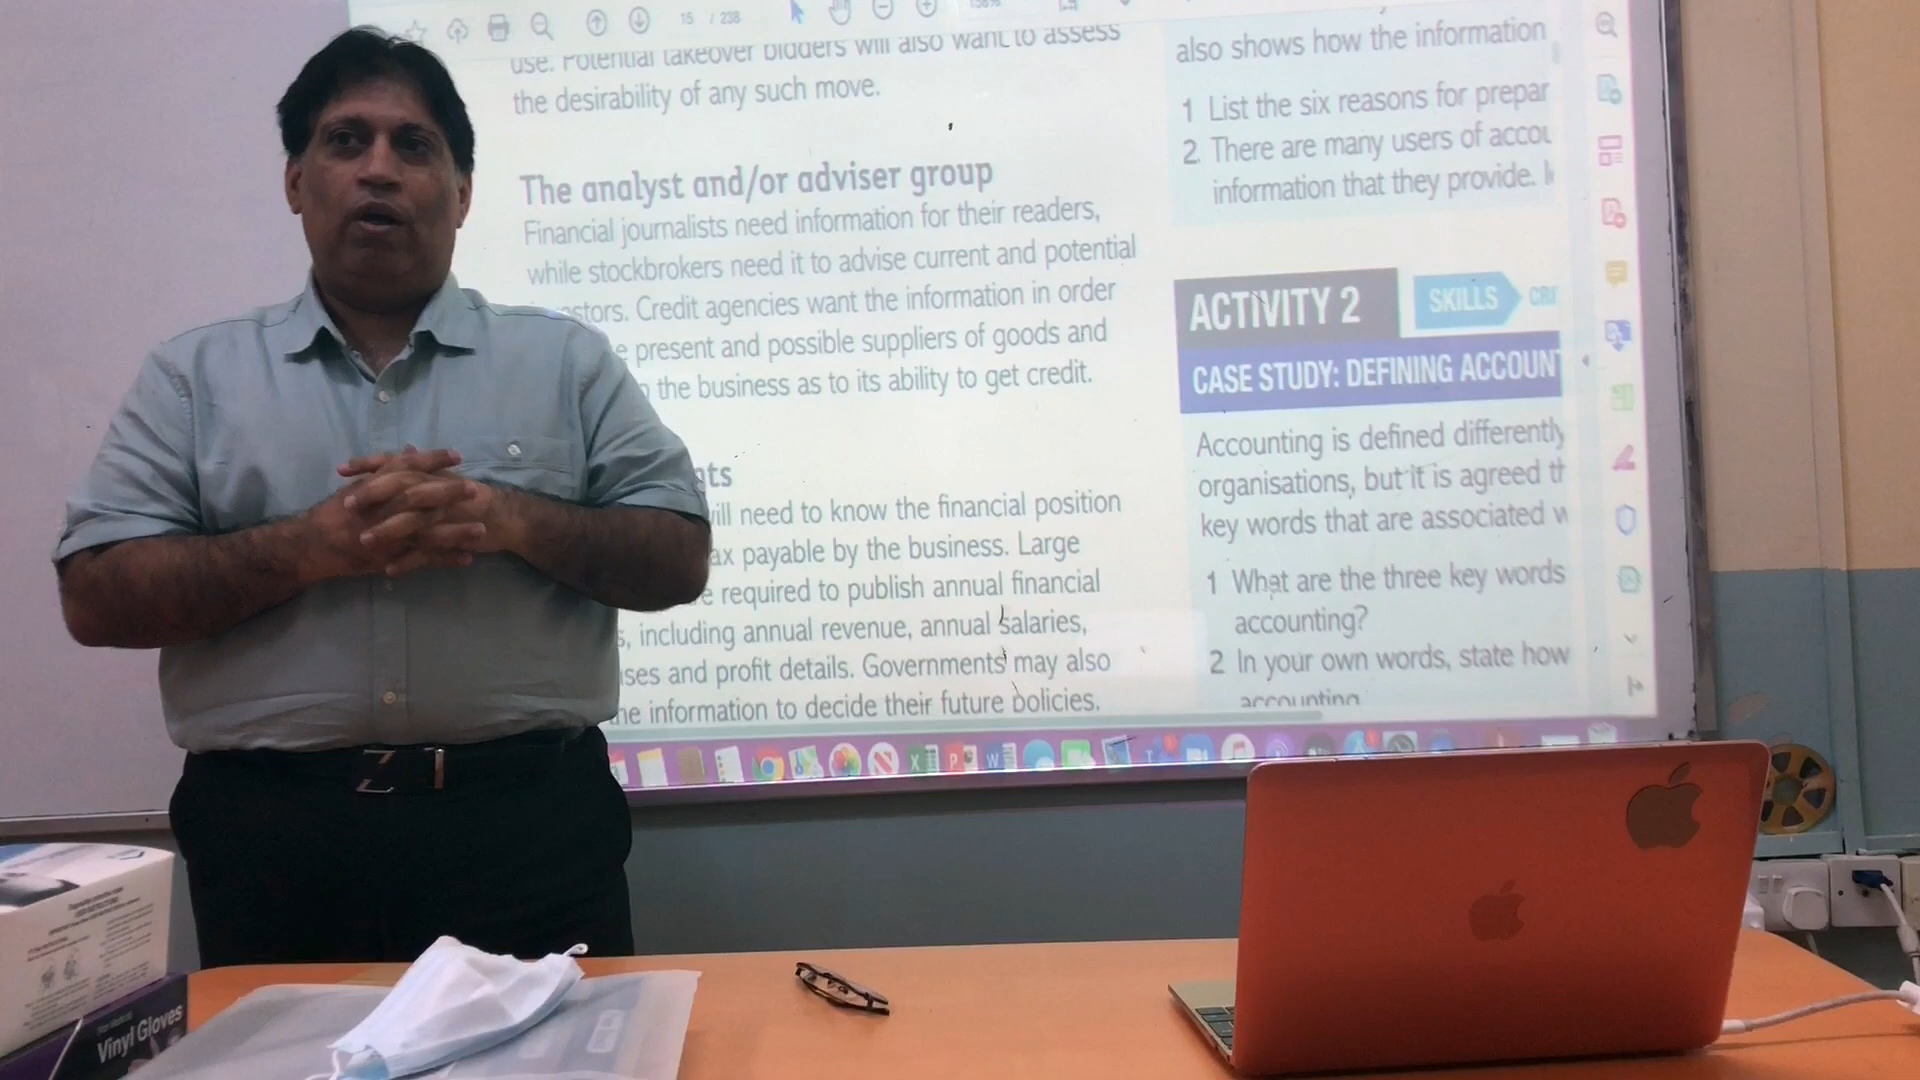 15 / 238
use. Potential takeover bidders will also want to assess
the desirability of any such move.
The analyst and/or adviser group
Financial journalists need information for their readers,
while stockbrokers need it to advise current and potential
stors. Credit agencies want the information in order
e present and possible suppliers of goods and
the business as to its ability to get credit.
nts
ill need to know the financial position
ax payable by the business. Large
e required to publish annual financial
s, including annual revenue, annual salaries,
ses and profit details. Governments may also
he information to decide their future policies.
also shows how the information
1 List the six reasons for prepar
2 There are many users of accou
information that they provide.
ACTIVITY 2
SKILLS
CASE STUDY: DEFINING ACCOUNT
Accounting is defined differently
organisations, but it is agreed th
key words that are associated w
1 What are the three key words
accounting?
2 In your own words, state how
accounting
Vinyl Gloves